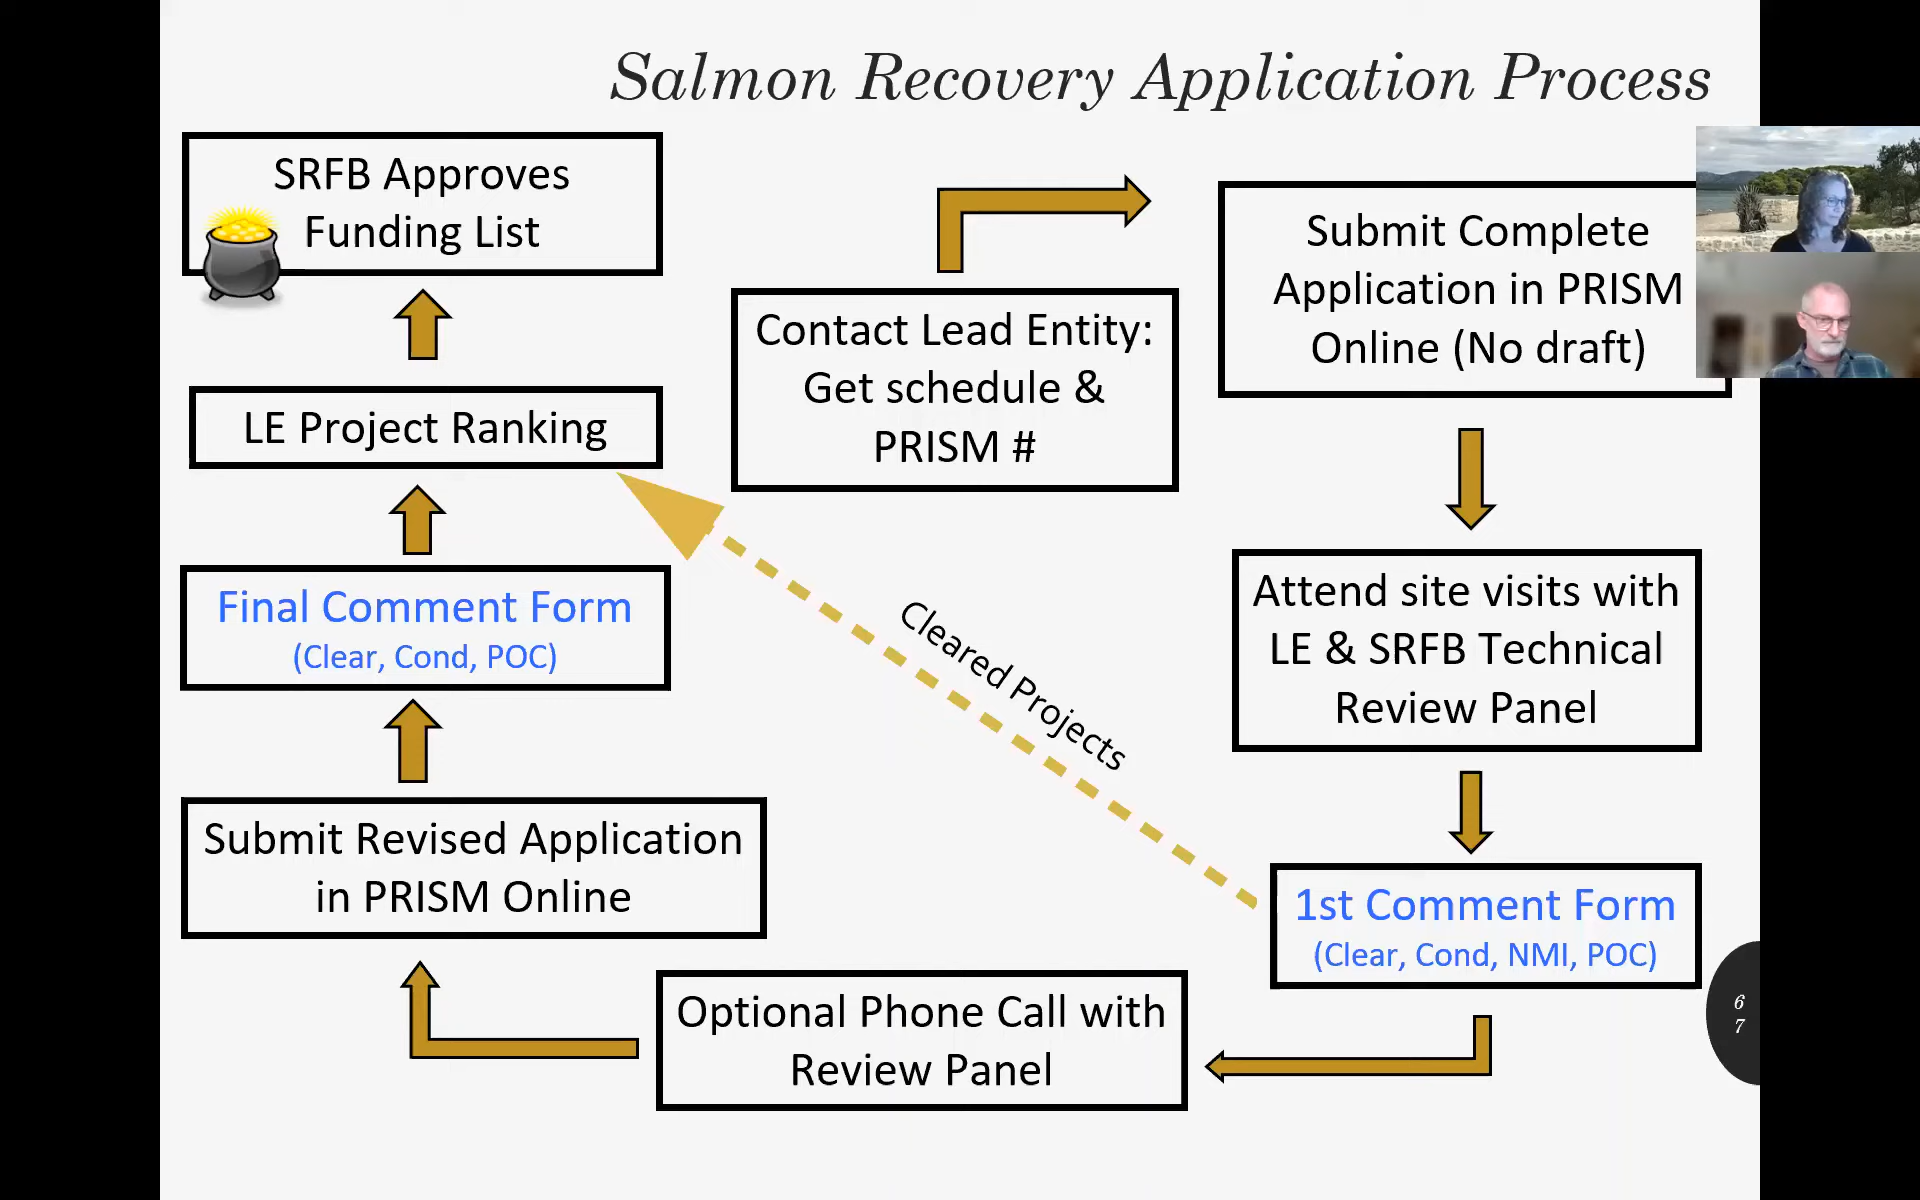 Salmon Recovery Application Process
SRFB Approves
Funding List
LE Project Ranking
Final Comment Form
(Clear, Cond, POC)
Submit Revised Application
in PRISM Online
Contact Lead Entity:
Get schedule &
PRISM #
Cleared Projects
Optional Phone Call with
Review Panel
Submit Complete
Application in PRISM
Online (No draft)
Attend site visits with
LE & SRFB Technical
Review Panel
1st Comment Form
(Clear, Cond, NMI, POC)
6
7